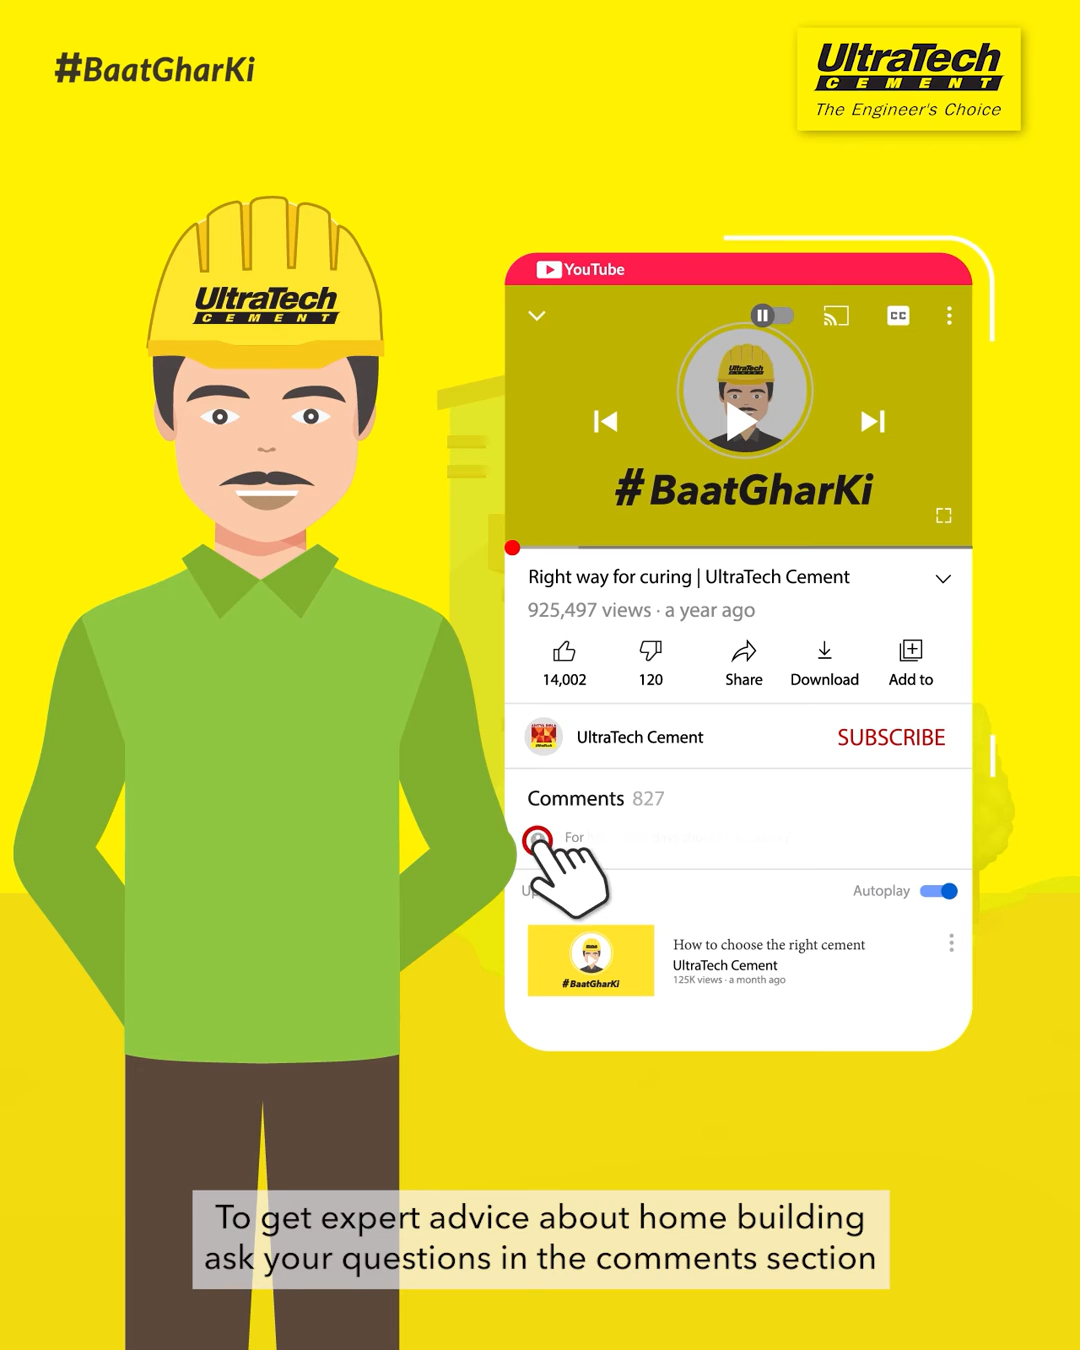 #BaatGharKi
UltraTech
CEMENT
The Engineer's Choice
UltraTech
CEMENT
YouTube
CC
UltraTech
#BaatGharKi
Right way for curing | UltraTech Cement
925,497 views · a year ago
14,002
120
Share
Download
Add to
UltraTech Cement
SUBSCRIBE
Comments 827
For
Autoplay
How to choose the right cement
UltraTech Cement
125K views · a month ago
#BaatGharKi
To get expert advice about home building
ask your questions in the comments section